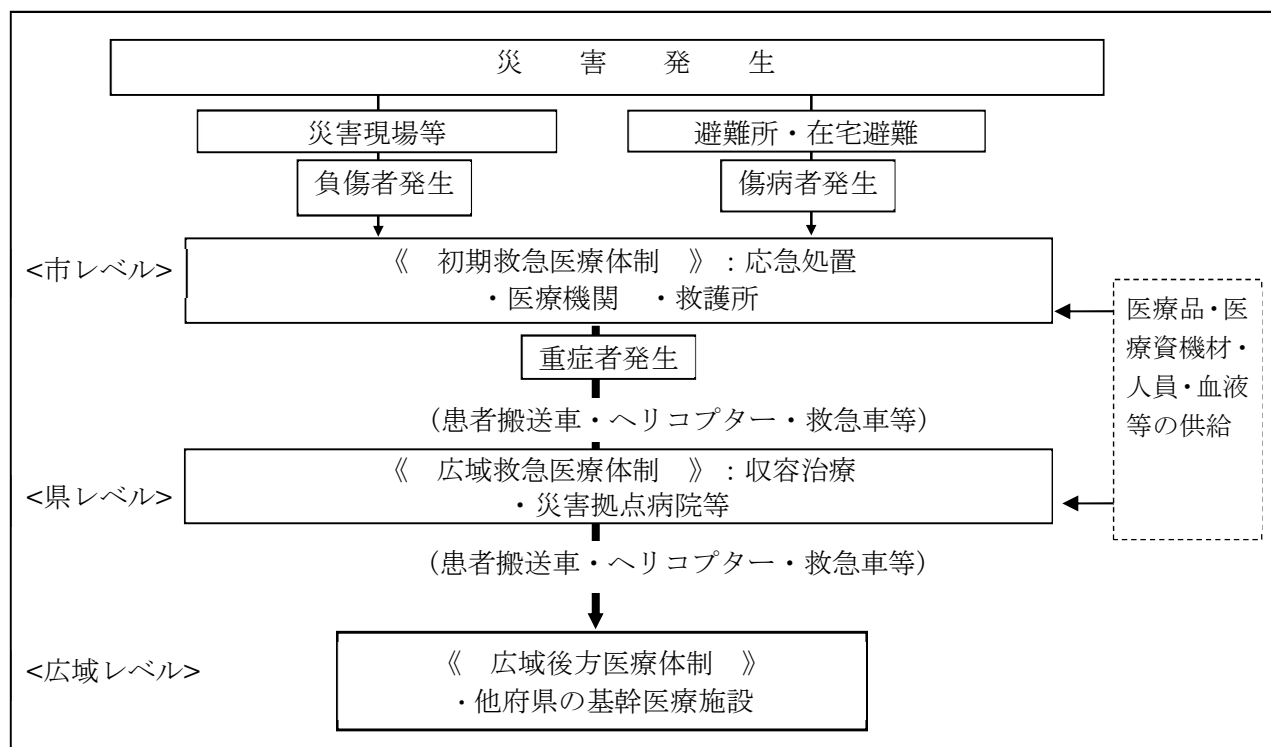 災　害　発　生
災害現場等
避難所・在宅避難
負傷者発生
傷病者発生
<市レベル>
《　初期救急医療体制　》：応急処置
・医療機関　・救護所
医療品・医
療資機材・
人員・血液
等の供給
重症者発生
（患者搬送車・ヘリコプター・救急車等）
<県レベル>
《　広域救急医療体制　》：収容治療
・災害拠点病院等
（患者搬送車・ヘリコプター・救急車等）
<広域レベル>
《　広域後方医療体制　》
・他府県の基幹医療施設